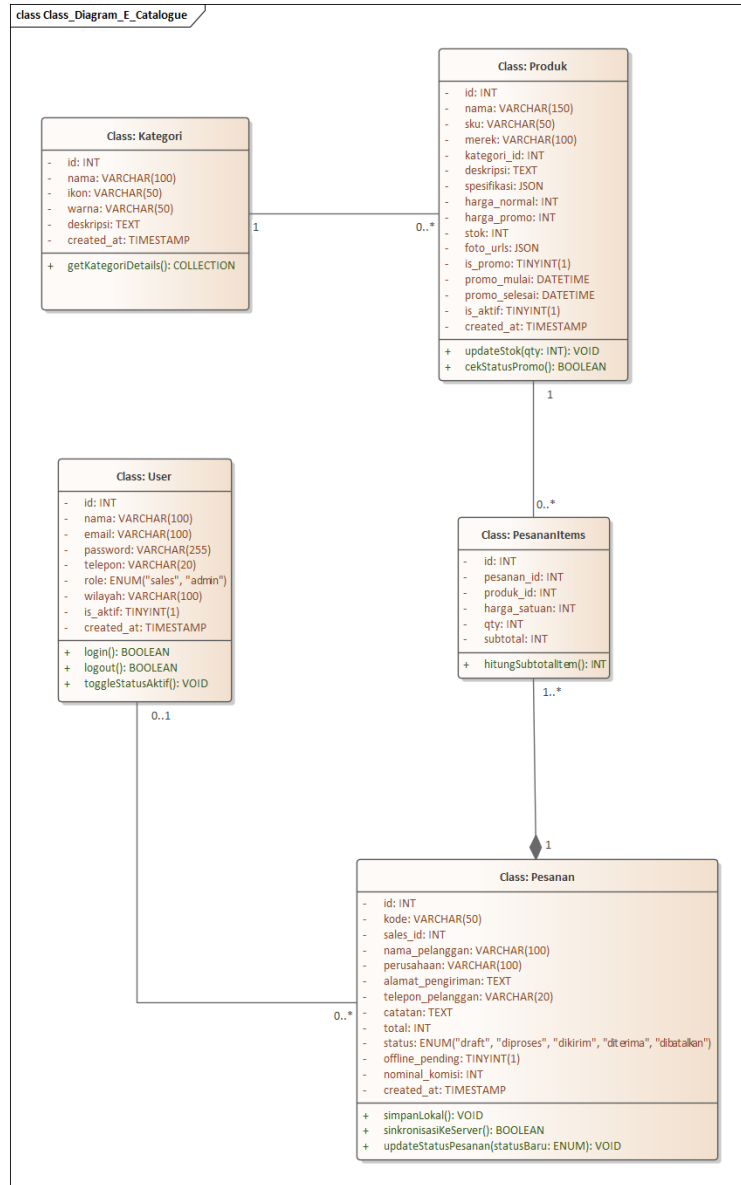 class Class_Diagram_E_Catalogue
Class: Produk
- id: INT
- nama: VARCHAR(150)
- sku: VARCHAR(50)
- merek: VARCHAR(100)
- kategori_id: INT
- deskripsi: TEXT
- spesifikasi: JSON
- harga_normal: INT
- harga_promo: INT
- stok: INT
- foto_urls: JSON
- is_promo: TINYINT(1)
- promo_mulai: DATETIME
- promo_selesai: DATETIME
- is_aktif: TINYINT(1)
- created_at: TIMESTAMP
+ updateStok(qty: INT): VOID
+ cekStatusPromo(): BOOLEAN
Class: Kategori
- id: INT
- nama: VARCHAR(100)
- ikon: VARCHAR(50)
- warna: VARCHAR(50)
- deskripsi: TEXT
- created_at: TIMESTAMP
+ getKategoriDetails(): COLLECTION
1
0..*
1
0..*
Class: User
- id: INT
- nama: VARCHAR(100)
- email: VARCHAR(100)
- password: VARCHAR(255)
- telepon: VARCHAR(20)
- role: ENUM("sales", "admin")
- wilayah: VARCHAR(100)
- is_aktif: TINYINT(1)
- created_at: TIMESTAMP
+ login(): BOOLEAN
+ logout(): BOOLEAN
+ toggleStatusAktif(): VOID
Class: PesananItems
- id: INT
- pesanan_id: INT
- produk_id: INT
- harga_satuan: INT
- qty: INT
- subtotal: INT
+ hitungSubtotalItem(): INT
0..1
1..*
1
0..*
Class: Pesanan
- id: INT
- kode: VARCHAR(50)
- sales_id: INT
- nama_pelanggan: VARCHAR(100)
- perusahaan: VARCHAR(100)
- alamat_pengiriman: TEXT
- telepon_pelanggan: VARCHAR(20)
- catatan: TEXT
- total: INT
- status: ENUM("draft", "diproses", "dikirim", "diterima", "dibatalkan")
- offline_pending: TINYINT(1)
- nominal_komisi: INT
- created_at: TIMESTAMP
+ simpanLokal(): VOID
+ sinkronisasiKeServer(): BOOLEAN
+ updateStatusPesanan(statusBaru: ENUM): VOID